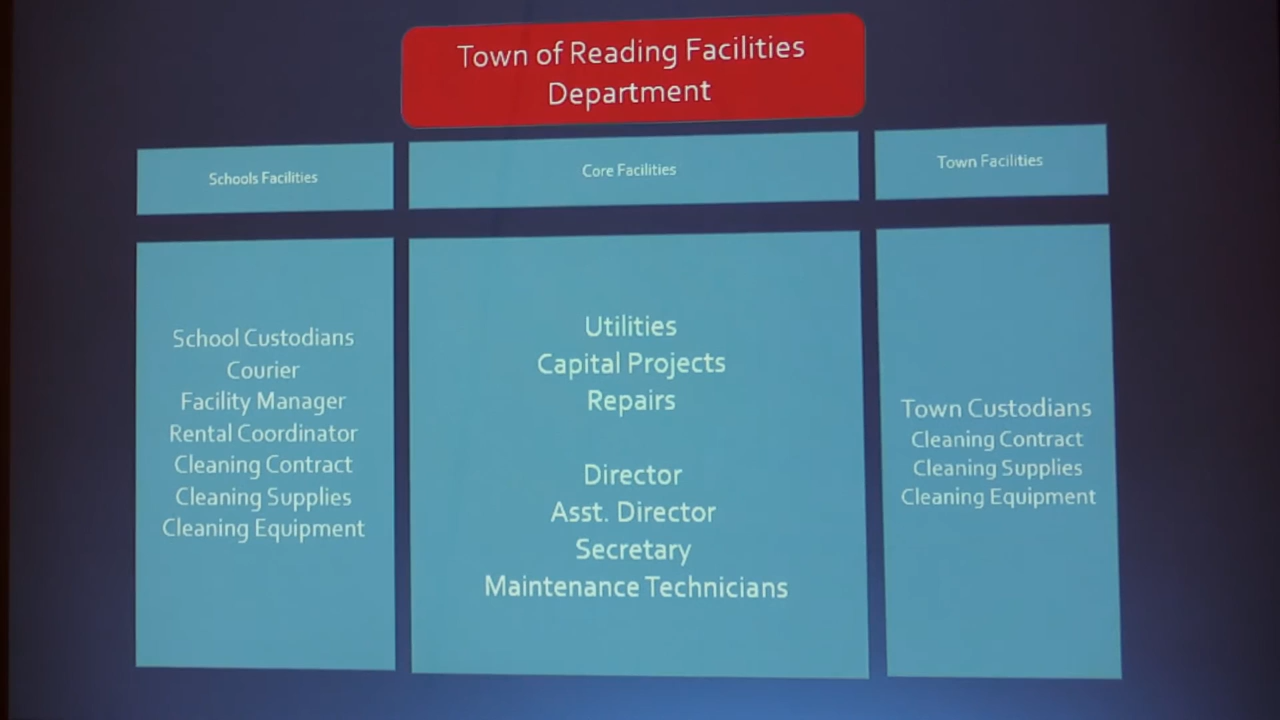 Town of Reading Facilities
Department
Schools Facilities
Core Facilities
Town Facilities
School Custodians
Courier
Facility Manager
Rental Coordinator
Cleaning Contract
Cleaning Supplies
Cleaning Equipment
Utilities
Capital Projects
Repairs
Director
Asst. Director
Secretary
Maintenance Technicians
Town Custodians
Cleaning Contract
Cleaning Supplies
Cleaning Equipment